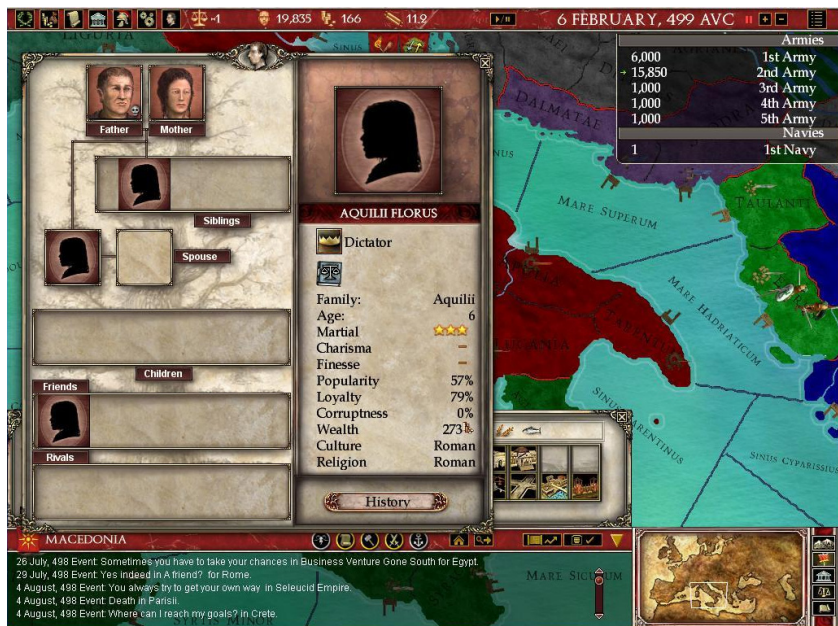 -1
19,835
166
11.9
6 FEBRUARY, 499 AVC
LIGURIA
SINUS
Armies
6,000 1st Army
15,850 2nd Army
1,000 3rd Army
1,000 4th Army
1,000 5th Army
Navies
1 1st Navy
Father
Mother
Siblings
Spouse
Children
Friends
Rivals
AQUILII FLORUS
Dictator
Family: Aquilii
Age: 6
Martial
Charisma -
Finesse -
Popularity 57%
Loyalty 79%
Corruptness 0%
Wealth 273
Culture Roman
Religion Roman
History
DALMATAE
MARE SUPERUM
TAULANTI
MARE HADRIATICUM
TARENTUM
LUCANIA
SINUS TARENTINUS
SINUS CYPARISSIUS
MARE SICULUM
SYRTIS MINOR
MACEDONIA
26 July, 498 Event: Sometimes you have to take your chances in Business Venture Gone South for Egypt.
29 July, 498 Event: Yes indeed in A friend? for Rome.
4 August, 498 Event: You always try to get your own way in Seleucid Empire.
4 August, 498 Event: Death in Parisii.
4 August, 498 Event: Where can I reach my goals? in Crete.